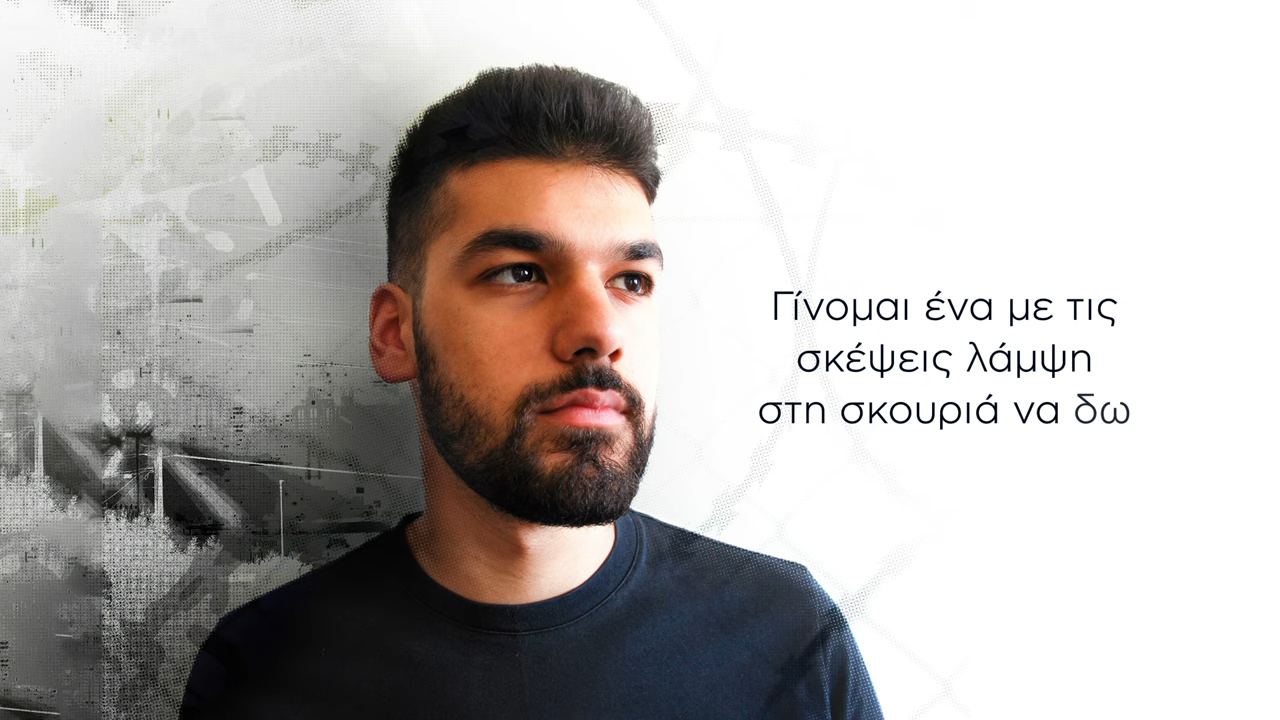 Γίνομαι ένα με τις
σκέψεις λάμψη
στη σκουριά να δω